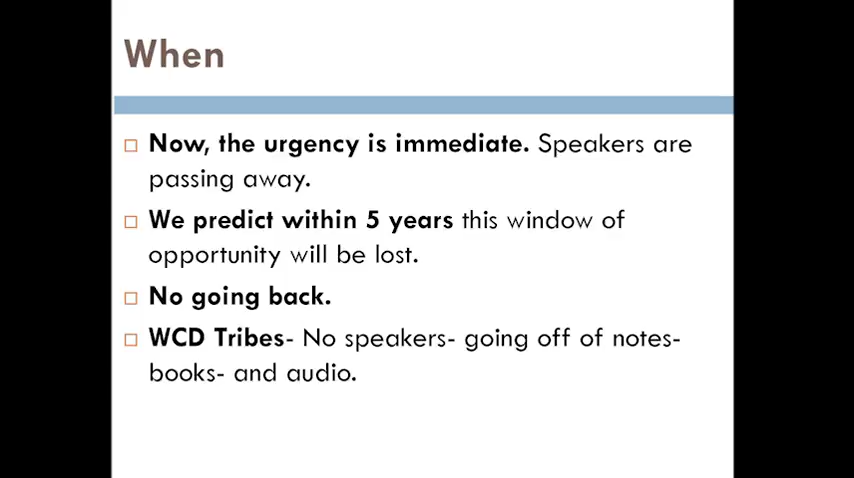 When
Now, the urgency is immediate. Speakers are
passing away.
We predict within 5 years this window of
opportunity will be lost.
No going back.
WCD Tribes- No speakers- going off of notes-
books- and audio.